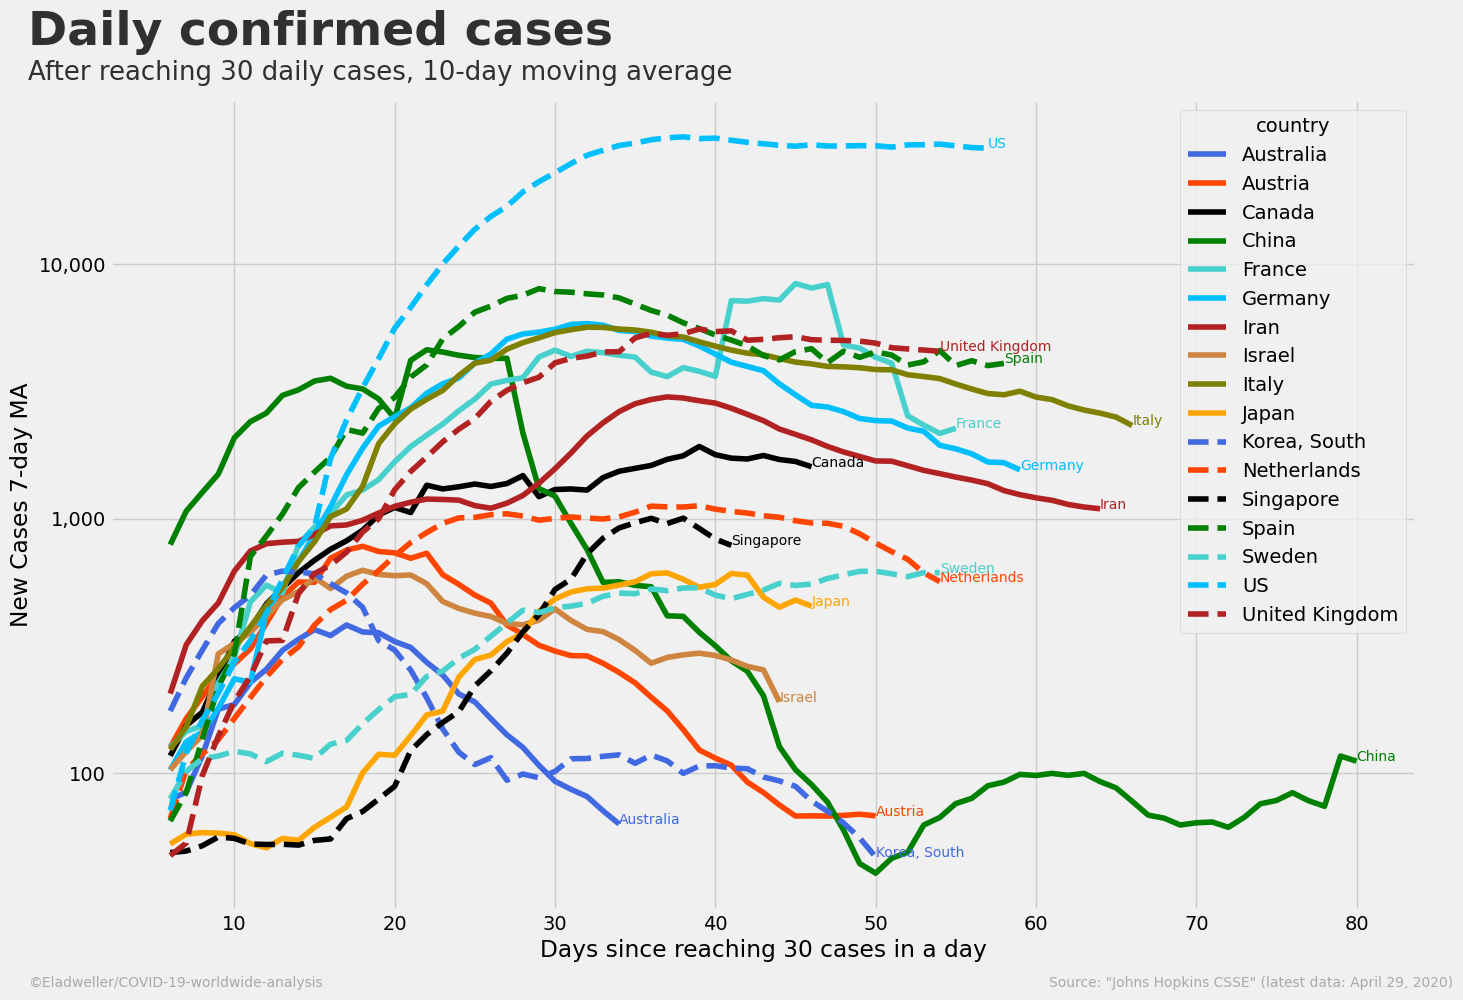 Daily confirmed cases
After reaching 30 daily cases, 10-day moving average
country
Australia
Austria
Canada
China
France
Germany
Iran
Israel
Italy
Japan
Korea, South
Netherlands
Singapore
Spain
Sweden
US
United Kingdom
New Cases 7-day MA
10,000
1,000
100
US
United Kingdom
Spain
France
Italy
Canada
Germany
Iran
Singapore
Sweden
Netherlands
Japan
Israel
China
Australia
Austria
Korea, South
10
20
30
40
50
60
70
80
Days since reaching 30 cases in a day
©Eladweller/COVID-19-worldwide-analysis
Source: "Johns Hopkins CSSE" (latest data: April 29, 2020)